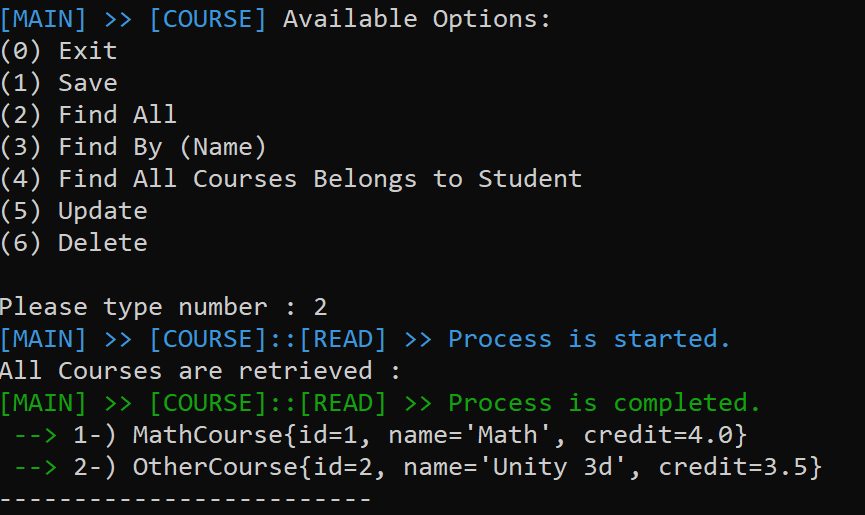 [MAIN] >> [COURSE] Available Options:
(0) Exit
(1) Save
(2) Find All
(3) Find By (Name)
(4) Find All Courses Belongs to Student
(5) Update
(6) Delete

Please type number : 2
[MAIN] >> [COURSE]::[READ] >> Process is started.
All Courses are retrieved :
[MAIN] >> [COURSE]::[READ] >> Process is completed.
 --> 1-) MathCourse{id=1, name='Math', credit=4.0}
 --> 2-) OtherCourse{id=2, name='Unity 3d', credit=3.5}
-------------------------